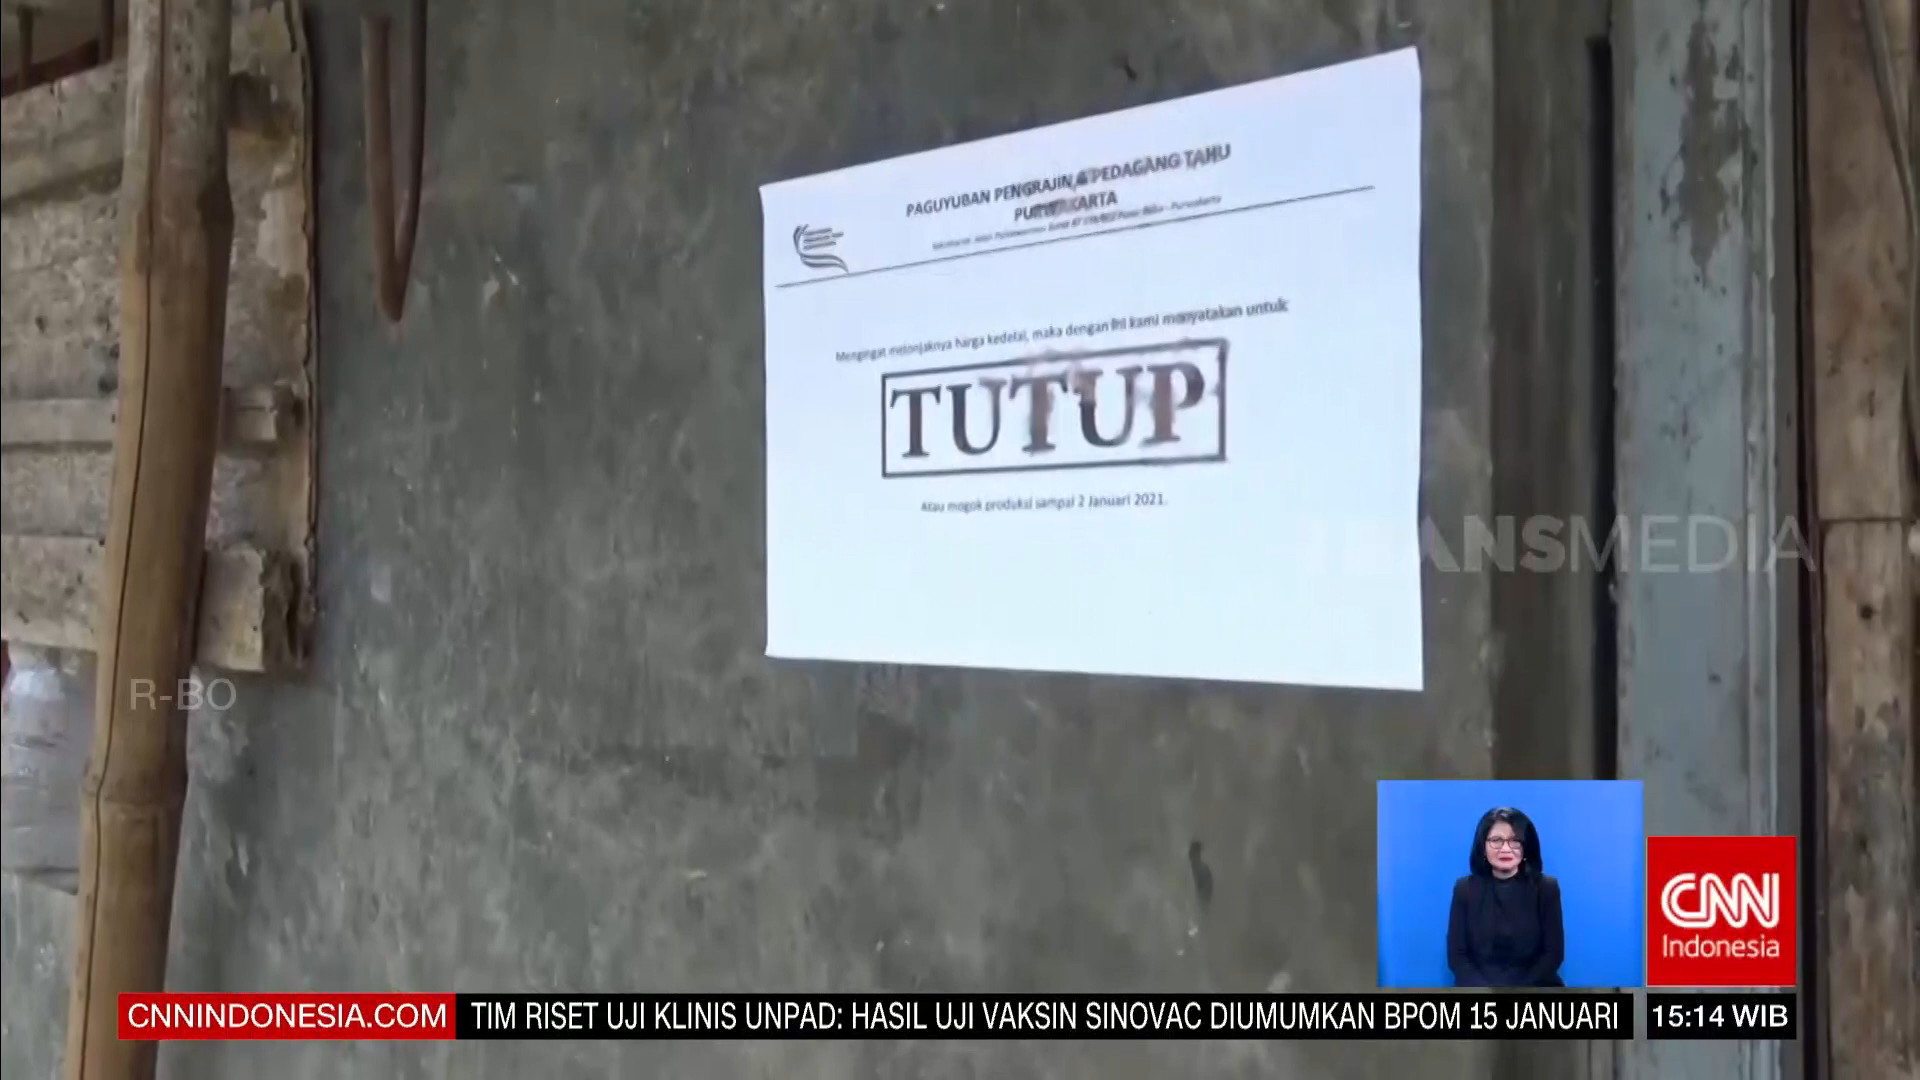 PAGUYUBAN PENGRAJIN & PEDAGANG TAHU
PURWAKARTA
Mengingat melonjaknya harga kedelai, maka dengan ini kami menyatakan untuk:
TUTUP
Atau mogok produksi sampai 2 Januari 2021.
TRANSMEDIA
R-BO
CNN
Indonesia
CNNINDONESIA.COM TIM RISET UJI KLINIS UNPAD: HASIL UJI VAKSIN SINOVAC DIUMUMKAN BPOM 15 JANUARI 15:14 WIB